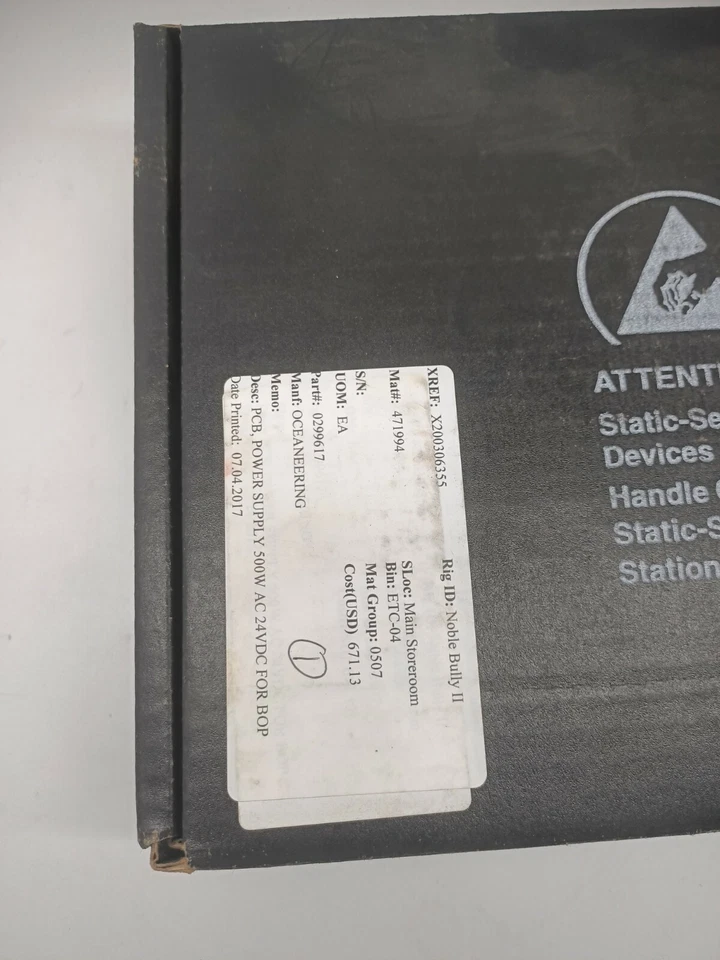 XREF: X200306355
Rig ID: Noble Bully II
Mat#: 471994
SLoc: Main Storeroom
Bin: ETC-04
S/N:
Mat Group: 0507
UOM: EA
Cost(USD) 671.13
Part#: 0299617
Manf: OCEANEERING
1
Memo:
Desc: PCB, POWER SUPPLY 500W AC 24VDC FOR BOP
Date Printed: 07.04.2017
ATTENT
Static-Se
Devices
Handle
Static-S
Station